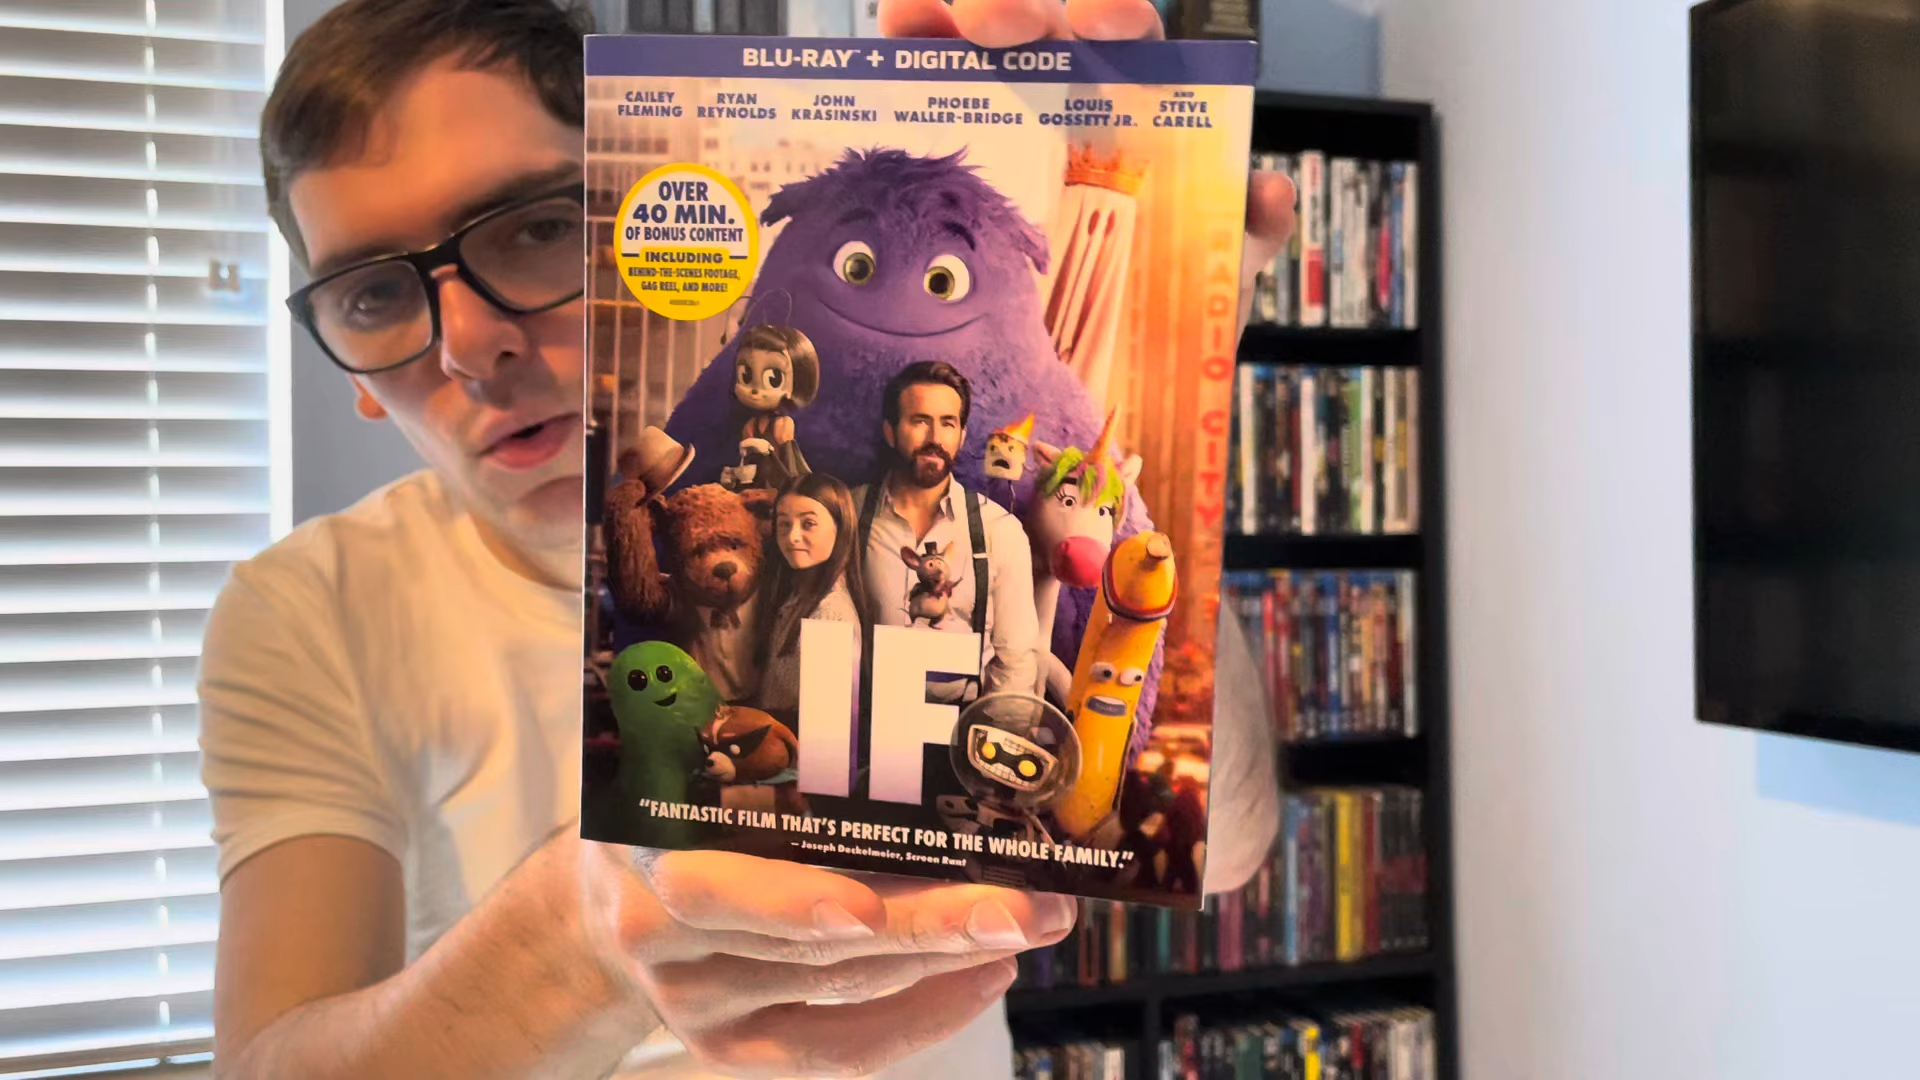 BLU-RAY™ + DIGITAL CODE
CAILEY FLEMING
RYAN REYNOLDS
JOHN KRASINSKI
PHOEBE WALLER-BRIDGE
LOUIS GOSSETT JR.
AND STEVE CARELL
OVER
40 MIN.
OF BONUS CONTENT
INCLUDING
BEHIND-THE-SCENES FOOTAGE,
GAG REEL, AND MORE!
RADIO CITY
IF
“FANTASTIC FILM THAT’S PERFECT FOR THE WHOLE FAMILY.”
– Joseph Deckelmeier, Screen Rant